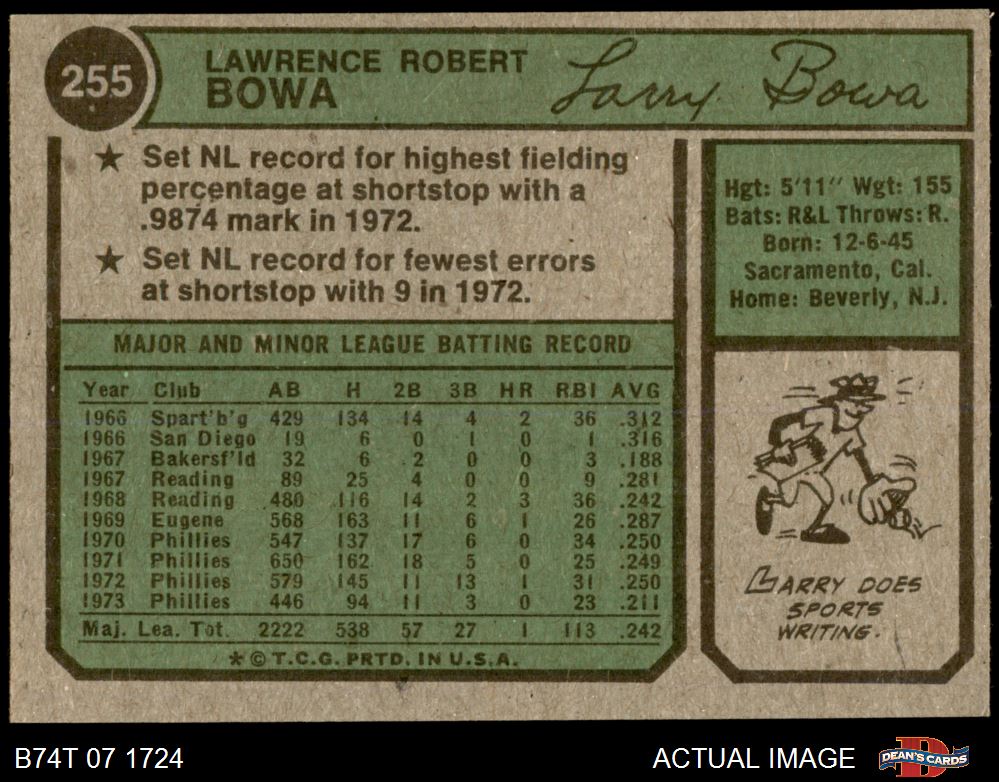 255
LAWRENCE ROBERT
BOWA
Larry Bowa
★ Set NL record for highest fielding
percentage at shortstop with a
.9874 mark in 1972.
★ Set NL record for fewest errors
at shortstop with 9 in 1972.
Hgt: 5'11" Wgt: 155
Bats: R&L Throws: R.
Born: 12-6-45
Sacramento, Cal.
Home: Beverly, N.J.
MAJOR AND MINOR LEAGUE BATTING RECORD
Year Club AB H 2B 3B HR RBI AVG
1966 Spart'b'g 429 134 14 4 2 36 .312
1966 San Diego 19 6 0 1 0 1 .316
1967 Bakersf'ld 32 6 2 0 0 3 .188
1967 Reading 89 25 4 0 0 9 .281
1968 Reading 480 116 14 2 3 36 .242
1969 Eugene 568 163 11 6 1 26 .287
1970 Phillies 547 137 17 6 0 34 .250
1971 Phillies 650 162 18 5 0 25 .249
1972 Phillies 579 145 11 13 1 31 .250
1973 Phillies 446 94 11 3 0 23 .211
Maj. Lea. Tot. 2222 538 57 27 1 113 .242
* © T.C.G. PRTD. IN U.S.A.
LARRY DOES
SPORTS
WRITING.
B74T 07 1724
ACTUAL IMAGE
DEAN'S CARDS